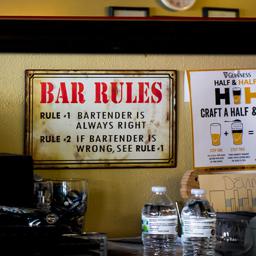 BAR RULES
RULE #1 BARTENDER IS
ALWAYS RIGHT
RULE #2 IF BARTENDER IS
WRONG, SEE RULE #1
GUINNESS
HALF & HALF
H H
CRAFT A HALF &